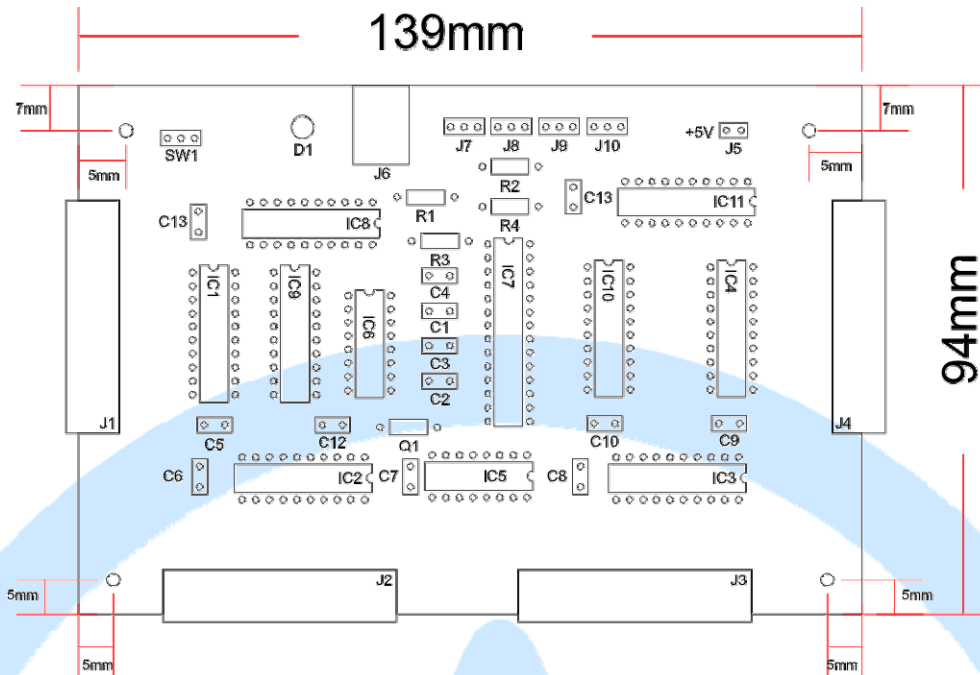 139mm
7mm
7mm
+5V
SW1
D1
J7
J8
J9
J10
J5
J6
5mm
5mm
R2
C13
R1
R4
C13
IC11
IC8
R3
IC1
IC9
IC6
C4
IC7
IC10
IC4
C1
C3
C2
94mm
J1
C5
C12
Q1
C10
C9
J4
C6
IC2
C7
IC5
C8
IC3
J2
J3
5mm
5mm
5mm
5mm